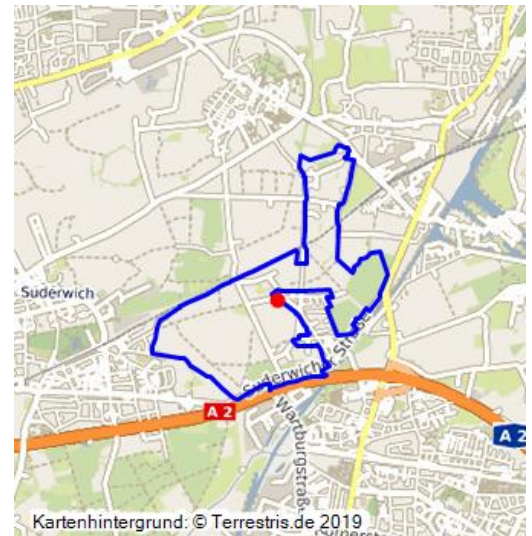 Suderwich
Suderwicher Straße
A 2
A 2
Wartburgstraße
Kartenhintergrund: © Terrestris.de 2019